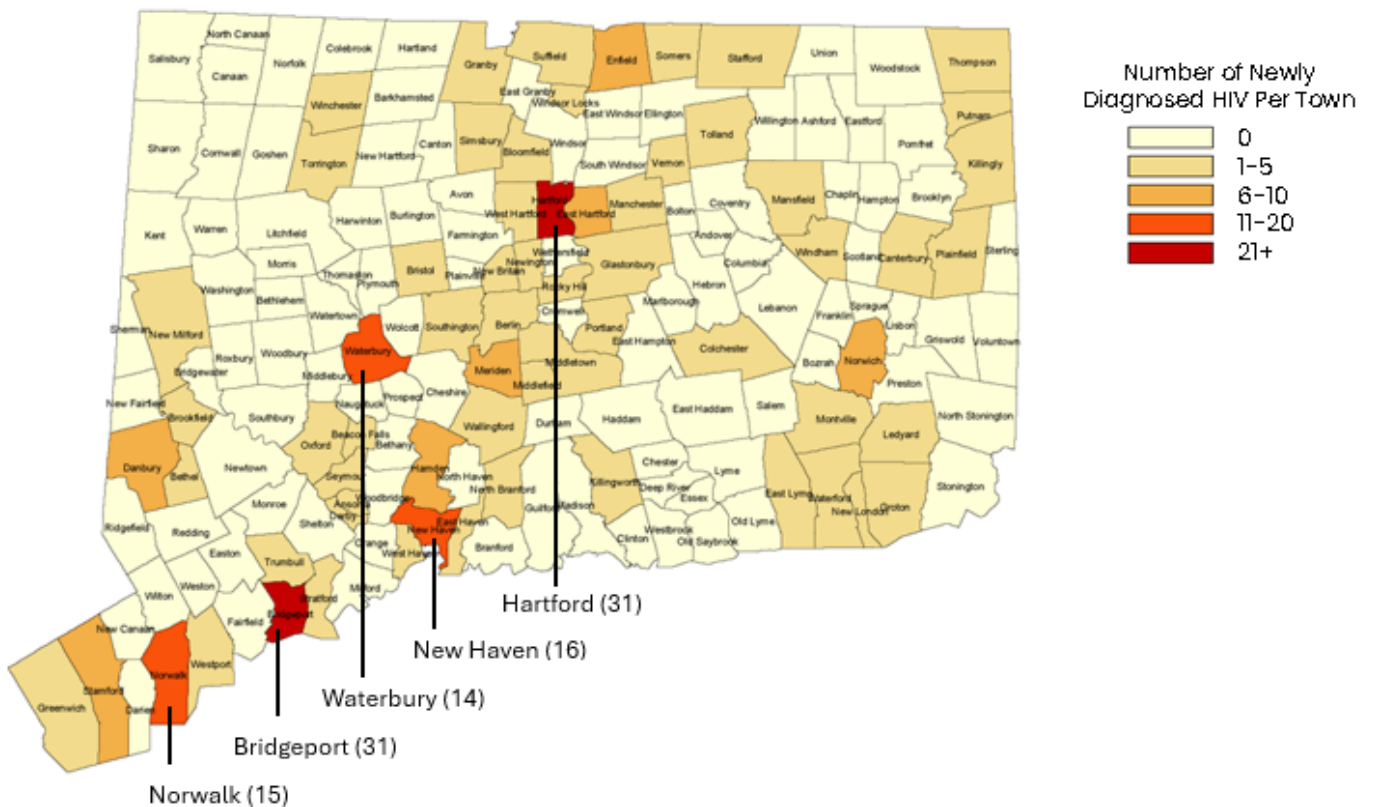 Number of Newly
Diagnosed HIV Per Town
0
1-5
6-10
11-20
21+
North Canaan
Colebrook
Hartland
Salisbury
Norfolk
Canaan
Granby
Suffield
Enfield
Somers
Stafford
Union
Woodstock
Thompson
Winchester
Barkhamsted
East Granby
Windsor Locks
East Windsor
Ellington
Willington
Ashford
Eastford
Putnam
Sharon
Cornwall
Goshen
Torrington
New Hartford
Canton
Simsbury
Bloomfield
Windsor
South Windsor
Vernon
Tolland
Pomfret
Killingly
Avon
Hartford
West Hartford
East Hartford
Manchester
Bolton
Coventry
Mansfield
Chaplin
Hampton
Brooklyn
Kent
Warren
Litchfield
Harwinton
Burlington
Farmington
Wethersfield
Newington
Glastonbury
Andover
Columbia
Windham
Scotland
Canterbury
Plainfield
Sterling
Morris
Thomaston
Plymouth
Bristol
Plainville
New Britain
Rocky Hill
Hebron
Marlborough
Lebanon
Washington
Bethlehem
Watertown
Wolcott
Southington
Berlin
Cromwell
Portland
East Hampton
Colchester
Franklin
Sprague
Lisbon
Griswold
Voluntown
Sherman
New Milford
Roxbury
Woodbury
Waterbury
Bridgewater
Middlebury
Meriden
Middletown
Middlefield
Bozrah
Norwich
Preston
New Fairfield
Brookfield
Southbury
Naugatuck
Prospect
Cheshire
Wallingford
Durham
Haddam
East Haddam
Salem
Montville
Ledyard
North Stonington
Danbury
Bethel
Newtown
Oxford
Beacon Falls
Bethany
Hamden
North Haven
Seymour
Woodbridge
North Branford
Killingworth
Chester
Deep River
Essex
Lyme
East Lyme
Waterford
New London
Groton
Stonington
Ridgefield
Redding
Monroe
Ansonia
Derby
Shelton
Orange
New Haven
East Haven
West Haven
Branford
Guilford
Madison
Clinton
Westbrook
Old Saybrook
Old Lyme
Easton
Trumbull
Weston
Wilton
Milford
Stratford
Bridgeport
Fairfield
New Canaan
Norwalk
Westport
Stamford
Darien
Greenwich
Hartford (31)
New Haven (16)
Waterbury (14)
Bridgeport (31)
Norwalk (15)